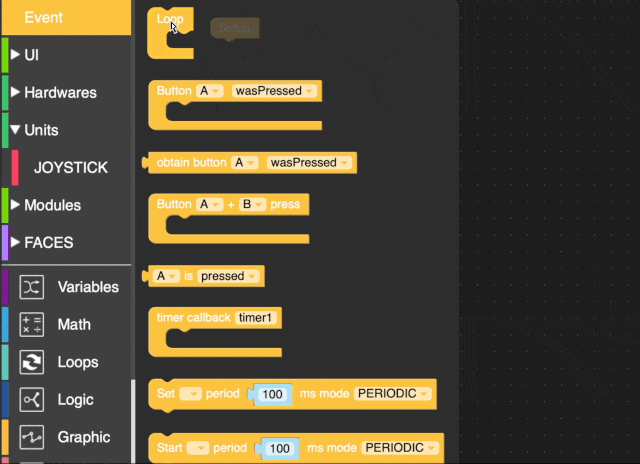 Event
UI
Hardwares
Units
JOYSTICK
Modules
FACES
Variables
Math
Loops
Logic
Graphic
Loop
Setup
Button A wasPressed
obtain button A wasPressed
Button A + B press
A is pressed
timer callback timer1
Set period 100 ms mode PERIODIC
Start period 100 ms mode PERIODIC